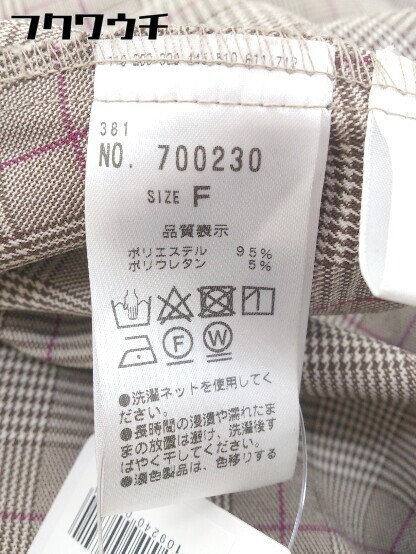 フクワウチ
381
NO. 700230
SIZE F
品質表示
ポリエステル 95%
ポリウレタン 5%
F W
●洗濯ネットを使用してく
ださい。
●長時間の浸漬や濡れたま
まの放置は避け、洗濯後す
ばやく干してください。
●濃色製品は、色移りする